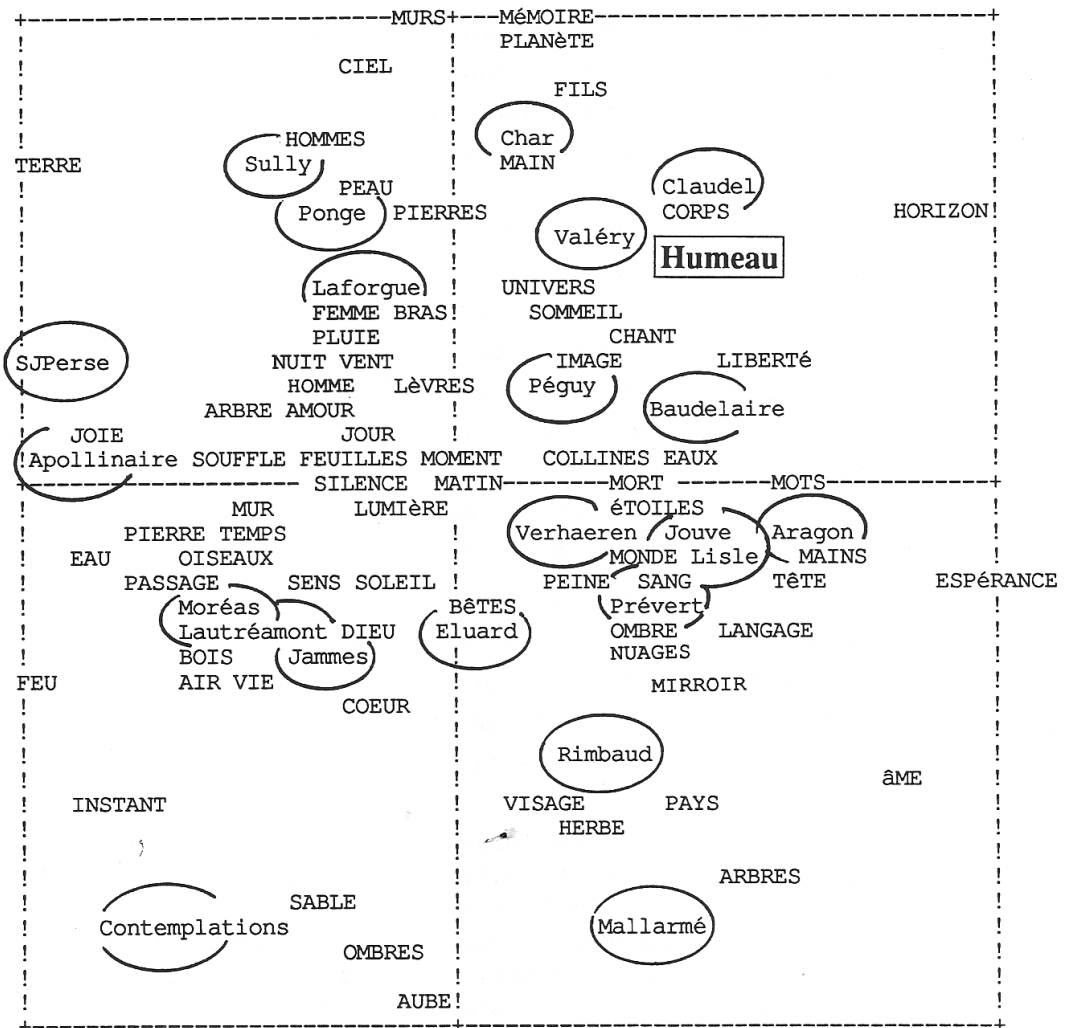 MURS MéMOIRE
PLANèTE
CIEL
FILS
HOMMES Char
TERRE Sully MAIN
PEAU Claudel
Ponge PIERRES CORPS HORIZON
Valéry
Humeau
Laforgue UNIVERS
FEMME BRAS SOMMEIL
PLUIE CHANT
SJPerse NUIT VENT IMAGE LIBERTé
HOMME LèVRES Péguy
ARBRE AMOUR Baudelaire
JOIE JOUR
Apollinaire SOUFFLE FEUILLES MOMENT COLLINES EAUX
SILENCE MATIN MORT MOTS
MUR LUMIèRE éTOILES
PIERRE TEMPS Verhaeren Jouve Aragon
EAU OISEAUX MONDE Lisle MAINS
PASSAGE SENS SOLEIL PEINE SANG TêTE ESPéRANCE
Moréas BêTES Prévert
Lautréamont DIEU Eluard OMBRE LANGAGE
BOIS Jammes NUAGES
FEU AIR VIE MIRROIR
COEUR
Rimbaud
âME
INSTANT VISAGE PAYS
HERBE
ARBRES
SABLE
Contemplations Mallarmé
OMBRES
AUBE